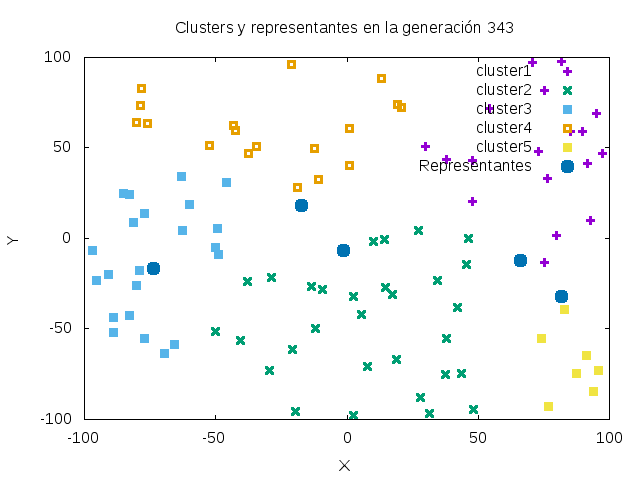 Clusters y representantes en la generación 343
100
50
0
-50
-100
-100
-50
0
50
100
Y
X
cluster1
cluster2
cluster3
cluster4
cluster5
Representantes